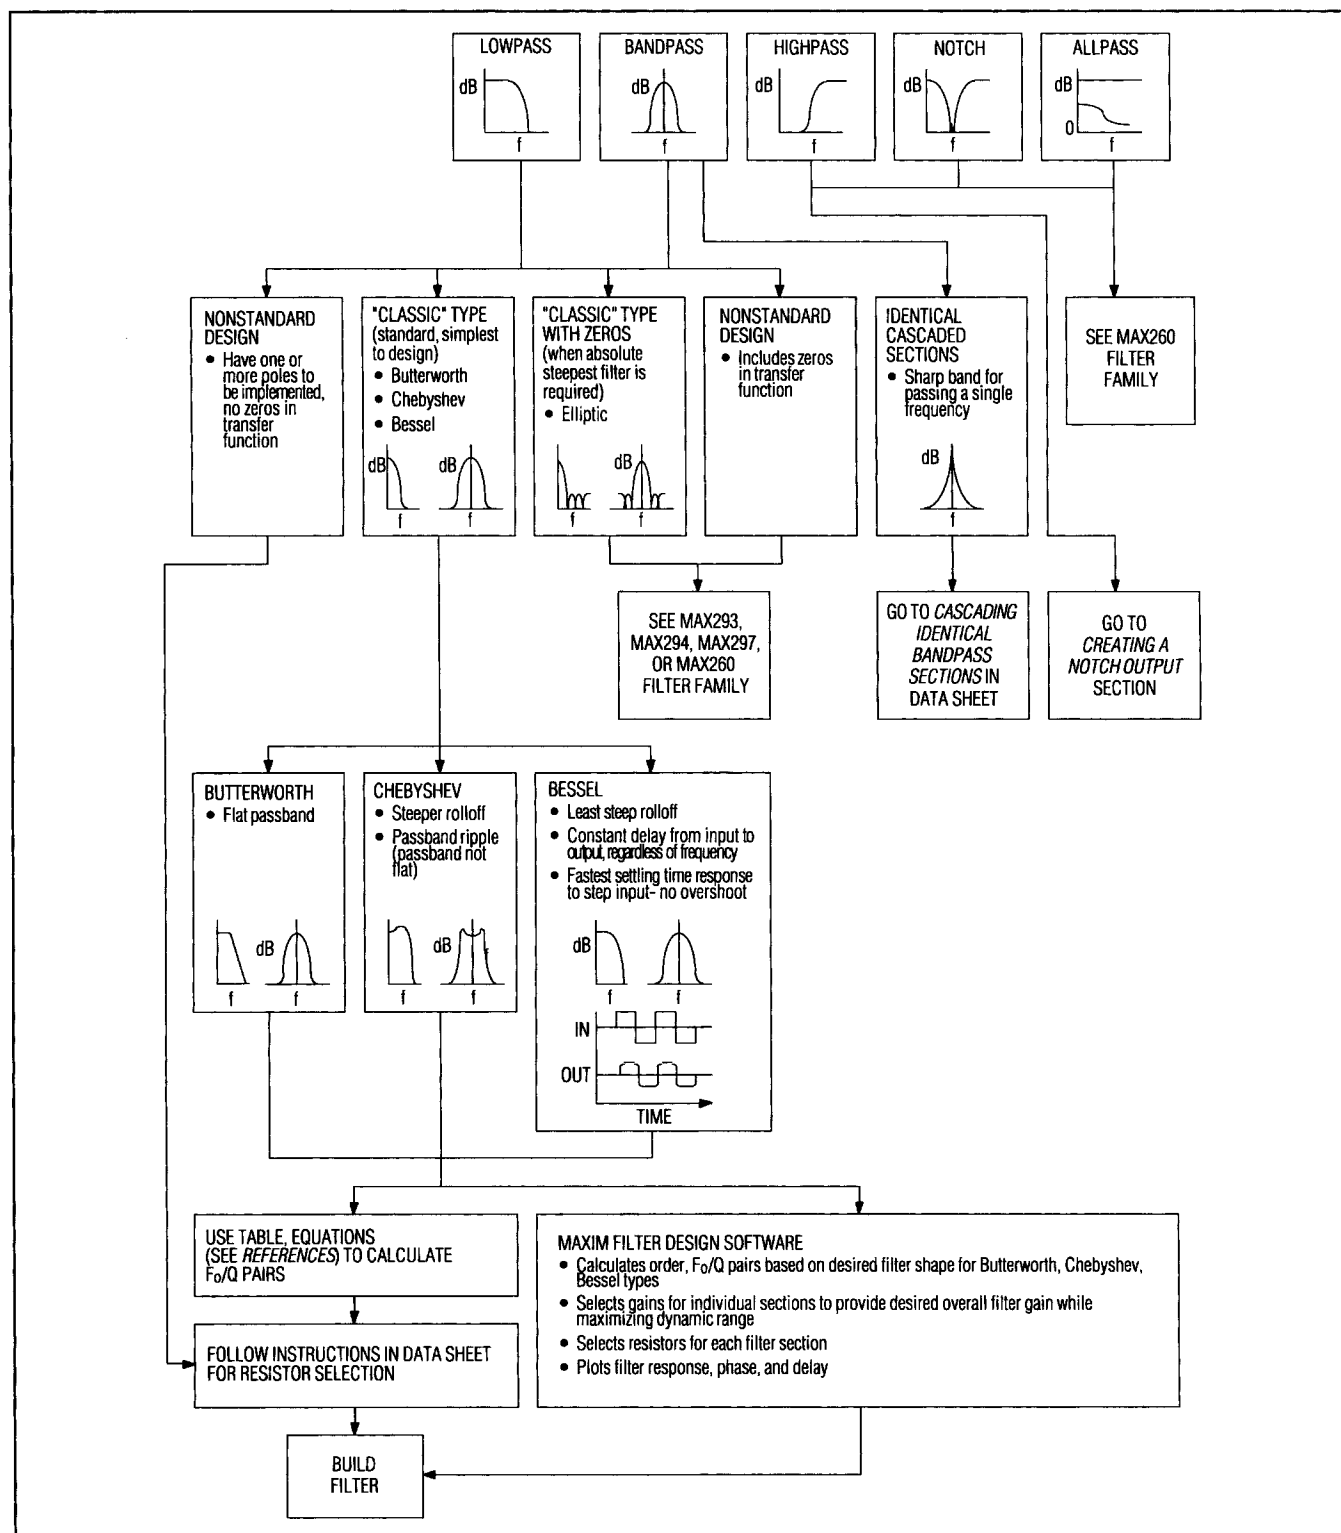 LOWPASS
dB
f
BANDPASS
dB
f
HIGHPASS
dB
f
NOTCH
dB
f
ALLPASS
dB
0
f
NONSTANDARD
DESIGN
• Have one or
more poles to
be implemented,
no zeros in
transfer
function
"CLASSIC" TYPE
(standard, simplest
to design)
• Butterworth
• Chebyshev
• Bessel
dB
f
dB
f
"CLASSIC" TYPE
WITH ZEROS
(when absolute
steepest filter is
required)
• Elliptic
f
dB
f
NONSTANDARD
DESIGN
• Includes zeros
in transfer
function
IDENTICAL
CASCADED
SECTIONS
• Sharp band for
passing a single
frequency
dB
f
SEE MAX260
FILTER
FAMILY
SEE MAX293,
MAX294, MAX297,
OR MAX260
FILTER FAMILY
GO TO CASCADING
IDENTICAL
BANDPASS
SECTIONS IN
DATA SHEET
GO TO
CREATING A
NOTCH OUTPUT
SECTION
BUTTERWORTH
• Flat passband
f
dB
f
CHEBYSHEV
• Steeper rolloff
• Passband ripple
(passband not
flat)
f
dB
f
BESSEL
• Least steep rolloff
• Constant delay from input to
output, regardless of frequency
• Fastest settling time response
to step input- no overshoot
dB
f
f
IN
OUT
TIME
USE TABLE, EQUATIONS
(SEE REFERENCES) TO CALCULATE
Fo/Q PAIRS
FOLLOW INSTRUCTIONS IN DATA SHEET
FOR RESISTOR SELECTION
MAXIM FILTER DESIGN SOFTWARE
• Calculates order, Fo/Q pairs based on desired filter shape for Butterworth, Chebyshev,
Bessel types
• Selects gains for individual sections to provide desired overall filter gain while
maximizing dynamic range
• Selects resistors for each filter section
• Plots filter response, phase, and delay
BUILD
FILTER